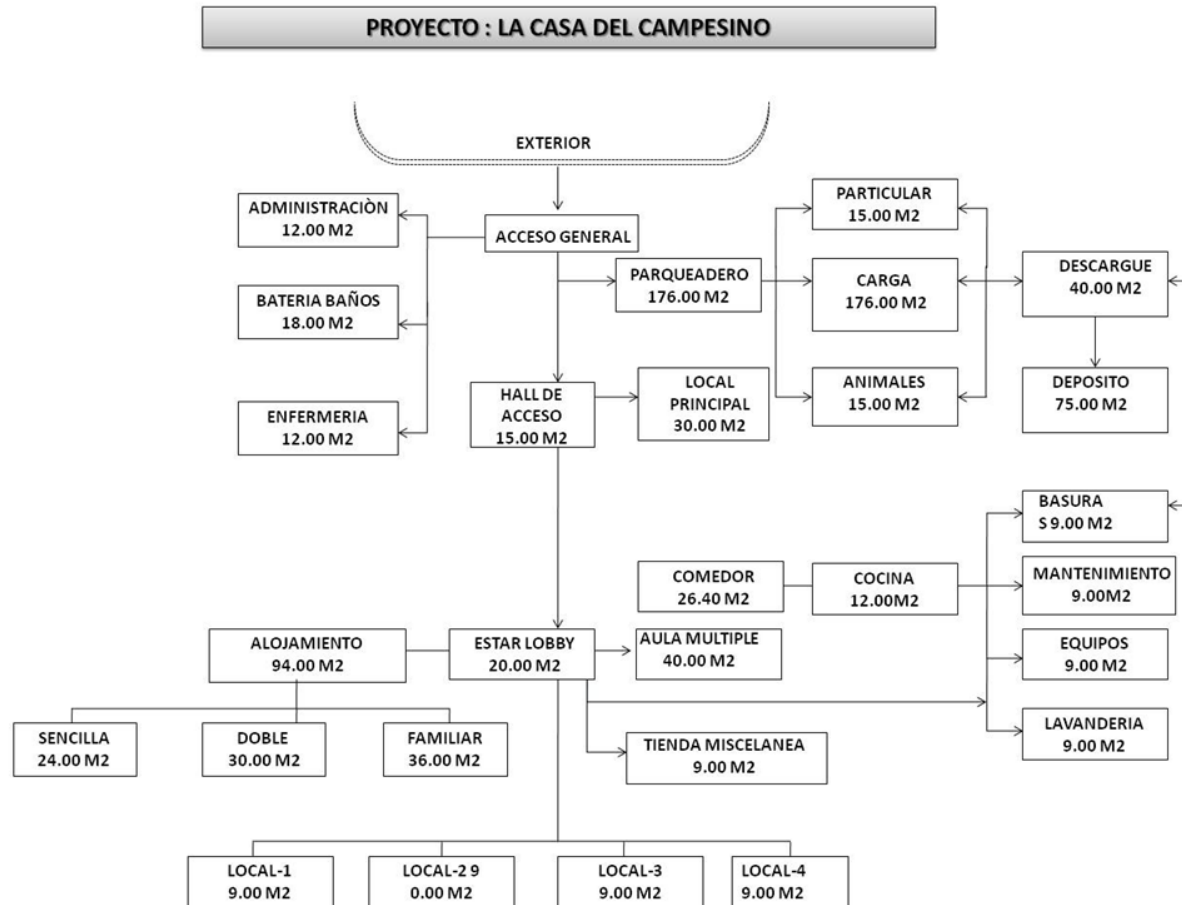 PROYECTO : LA CASA DEL CAMPESINO
EXTERIOR
ADMINISTRACIÒN
12.00 M2
ACCESO GENERAL
PARTICULAR
15.00 M2
BATERIA BAÑOS
18.00 M2
PARQUEADERO
176.00 M2
CARGA
176.00 M2
DESCARGUE
40.00 M2
ENFERMERIA
12.00 M2
HALL DE
ACCESO
15.00 M2
LOCAL
PRINCIPAL
30.00 M2
ANIMALES
15.00 M2
DEPOSITO
75.00 M2
BASURA
S 9.00 M2
COMEDOR
26.40 M2
COCINA
12.00M2
MANTENIMIENTO
9.00M2
ALOJAMIENTO
94.00 M2
ESTAR LOBBY
20.00 M2
AULA MULTIPLE
40.00 M2
EQUIPOS
9.00 M2
SENCILLA
24.00 M2
DOBLE
30.00 M2
FAMILIAR
36.00 M2
TIENDA MISCELANEA
9.00 M2
LAVANDERIA
9.00 M2
LOCAL-1
9.00 M2
LOCAL-2 9
0.00 M2
LOCAL-3
9.00 M2
LOCAL-4
9.00 M2